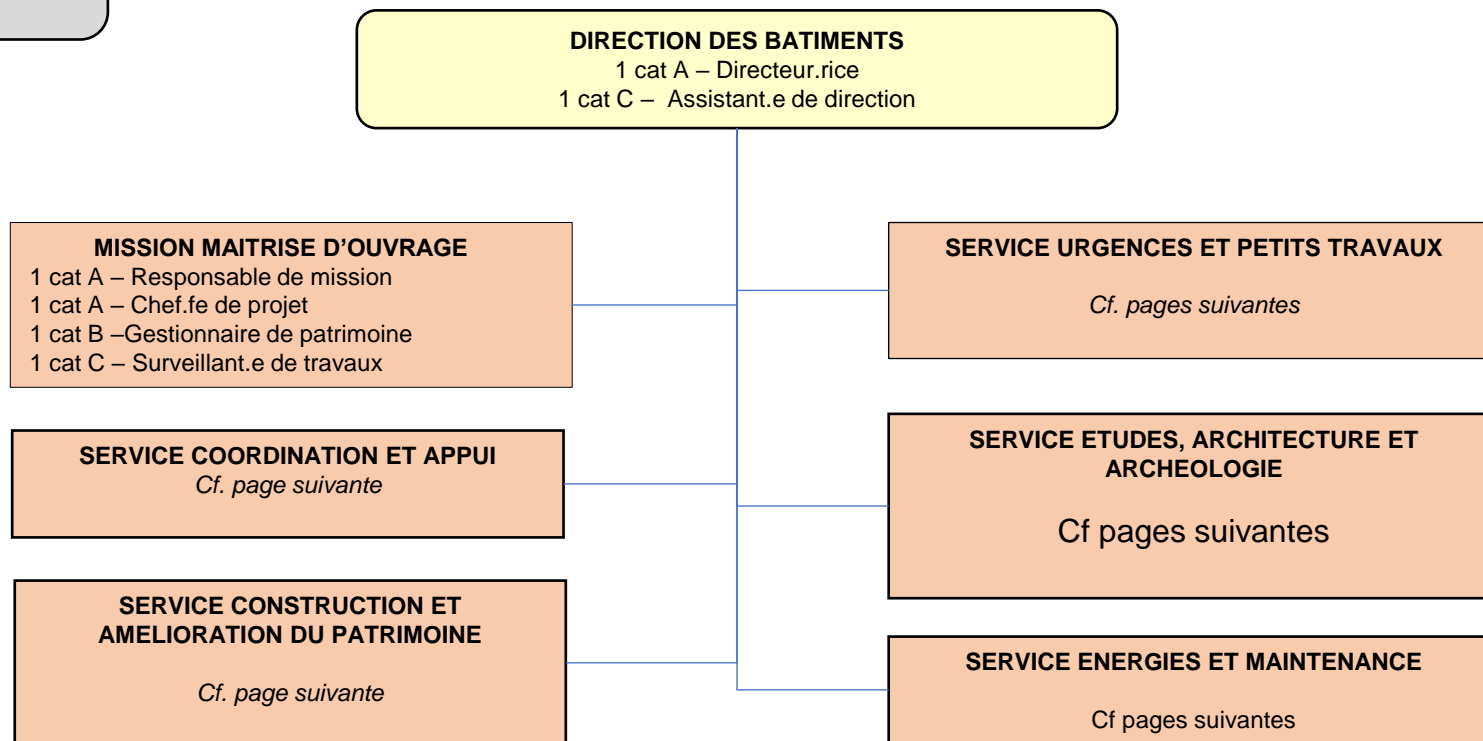 DIRECTION DES BATIMENTS
1 cat A – Directeur.rice
1 cat C – Assistant.e de direction
MISSION MAITRISE D'OUVRAGE
1 cat A – Responsable de mission
1 cat A – Chef.fe de projet
1 cat B –Gestionnaire de patrimoine
1 cat C – Surveillant.e de travaux
SERVICE URGENCES ET PETITS TRAVAUX
Cf. pages suivantes
SERVICE COORDINATION ET APPUI
Cf. page suivante
SERVICE ETUDES, ARCHITECTURE ET
ARCHEOLOGIE
Cf pages suivantes
SERVICE CONSTRUCTION ET
AMELIORATION DU PATRIMOINE
Cf. page suivante
SERVICE ENERGIES ET MAINTENANCE
Cf pages suivantes